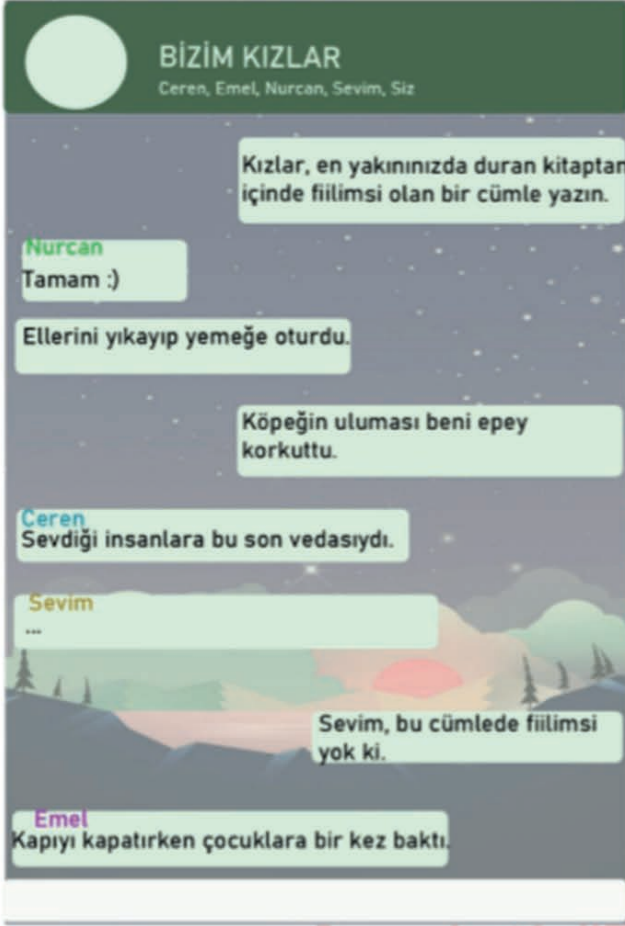 BİZİM KIZLAR
Ceren, Emel, Nurcan, Sevim, Siz
Kızlar, en yakınınızda duran kitaptan
içinde fiilimsi olan bir cümle yazın.
Nurcan
Tamam :)
Ellerini yıkayıp yemeğe oturdu.
Köpeğin uluması beni epey
korkuttu.
Ceren
Sevdiği insanlara bu son vedasıydı.
Sevim
...
Sevim, bu cümlede fiilimsi
yok ki.
Emel
Kapıyı kapatırken çocuklara bir kez baktı.